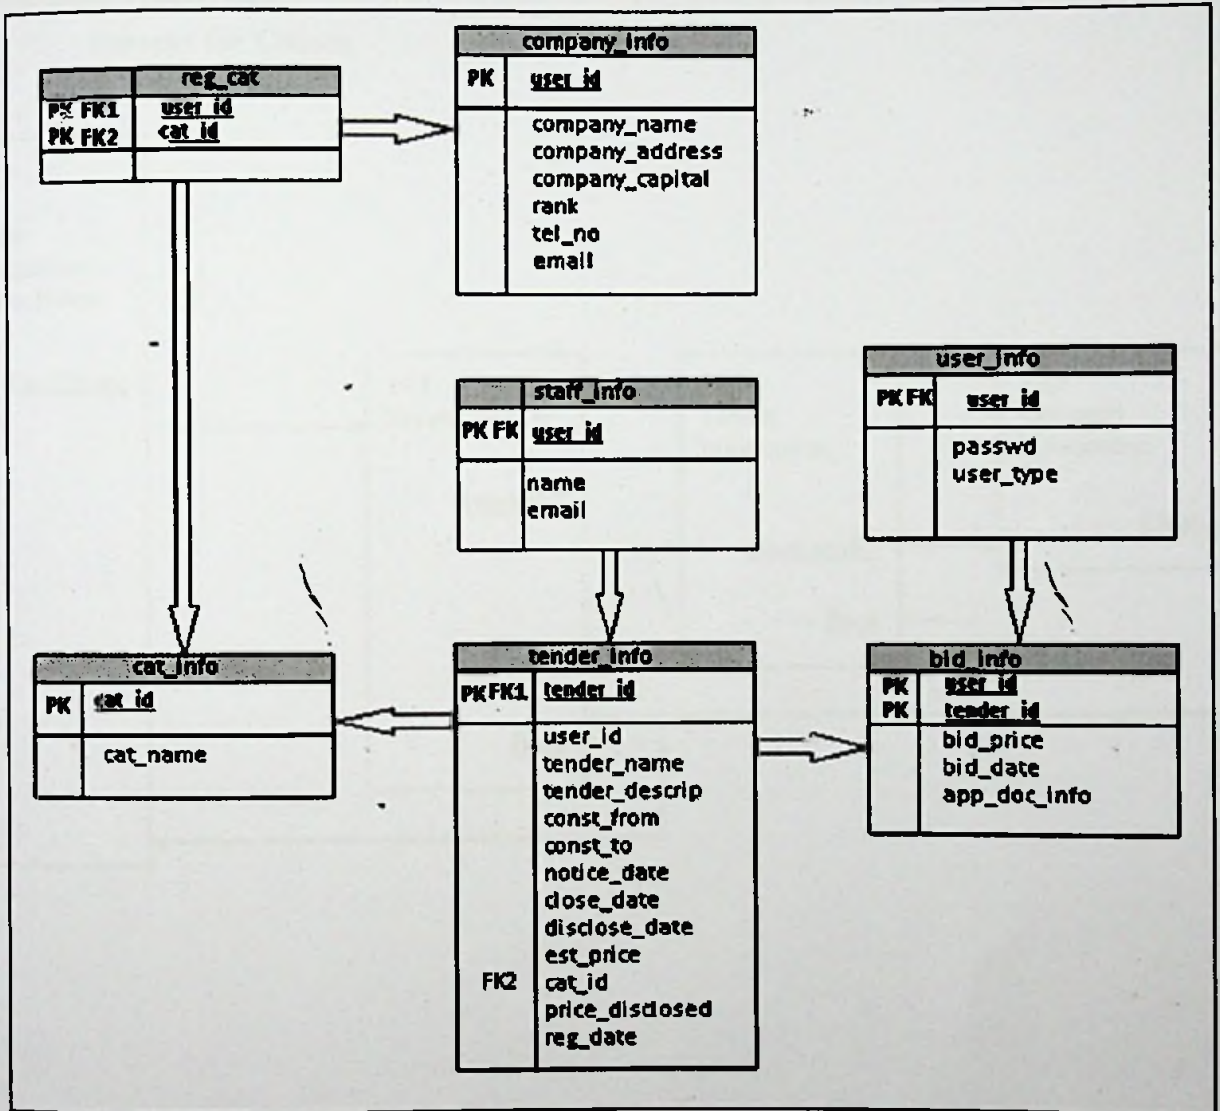 company_info
PK user_id
company_name
company_address
company_capital
rank
tel_no
email
reg_cat
PK FK1 user_id
PK FK2 cat_id
staff_info
PK FK user_id
name
email
user_info
PK FK user_id
passwd
user_type
cat_info
PK cat_id
cat_name
tender_info
PK FK1 tender_id
user_id
tender_name
tender_descrip
const_from
const_to
notice_date
close_date
disclose_date
est_price
FK2 cat_id
price_disclosed
reg_date
bid_info
PK user_id
PK tender_id
bid_price
bid_date
app_doc_info